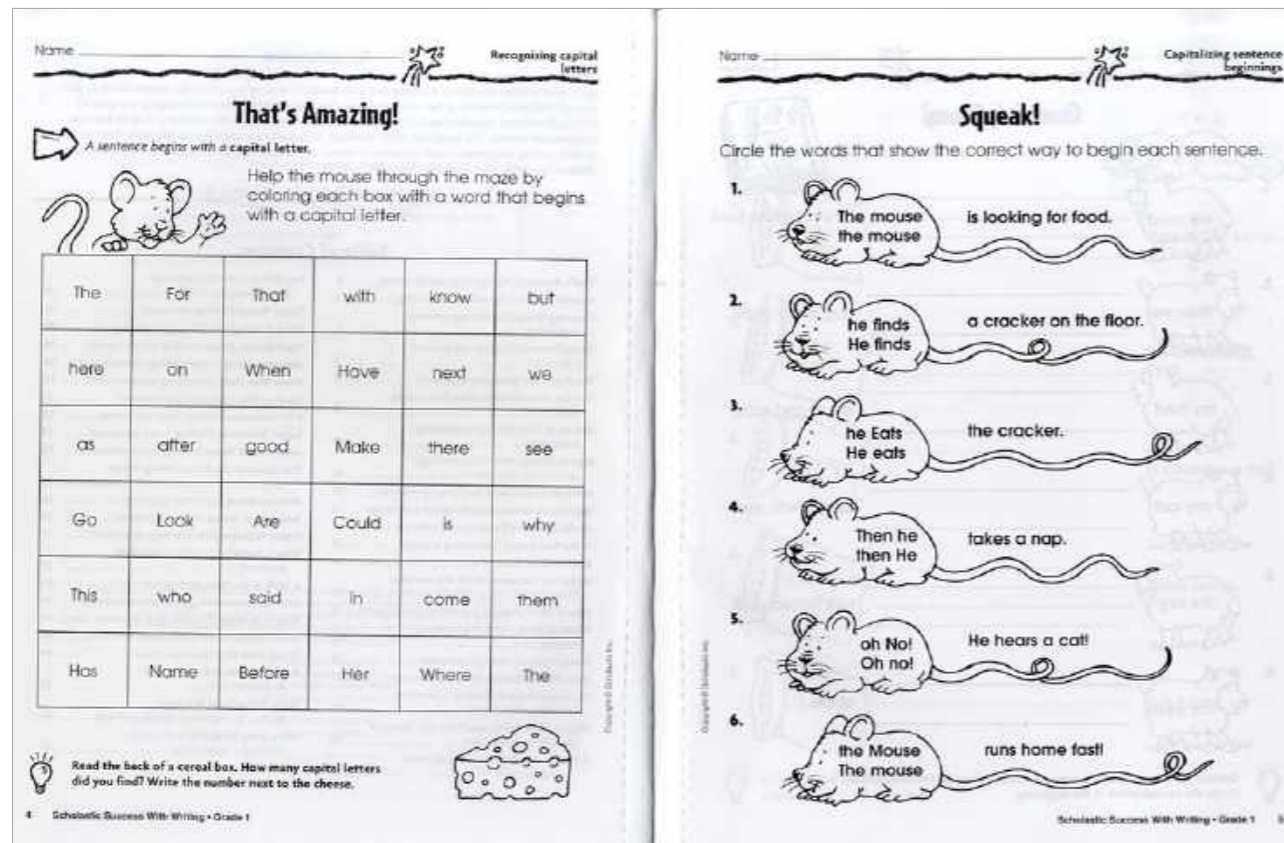 Name
Recognizing capital
letters
That's Amazing!
A sentence begins with a capital letter.
Help the mouse through the maze by
coloring each box with a word that begins
with a capital letter.
The For That with know but
here on When Have next we
as after good Make there see
Go Look Are Could is why
This who said in come them
Has Name Before Her Where The
Read the back of a cereal box. How many capital letters
did you find? Write the number next to the cheese.
4 Scholastic Success With Writing • Grade 1
Copyright © Scholastic Inc.
Name
Capitalizing sentence
beginnings
Squeak!
Circle the words that show the correct way to begin each sentence.
1.
The mouse is looking for food.
the mouse
2.
he finds a cracker on the floor.
He finds
3.
he Eats the cracker.
He eats
4.
Then he takes a nap.
then He
5.
oh No! He hears a cat!
Oh no!
6.
the Mouse runs home fast!
The mouse
Copyright © Scholastic Inc.
Scholastic Success With Writing • Grade 1